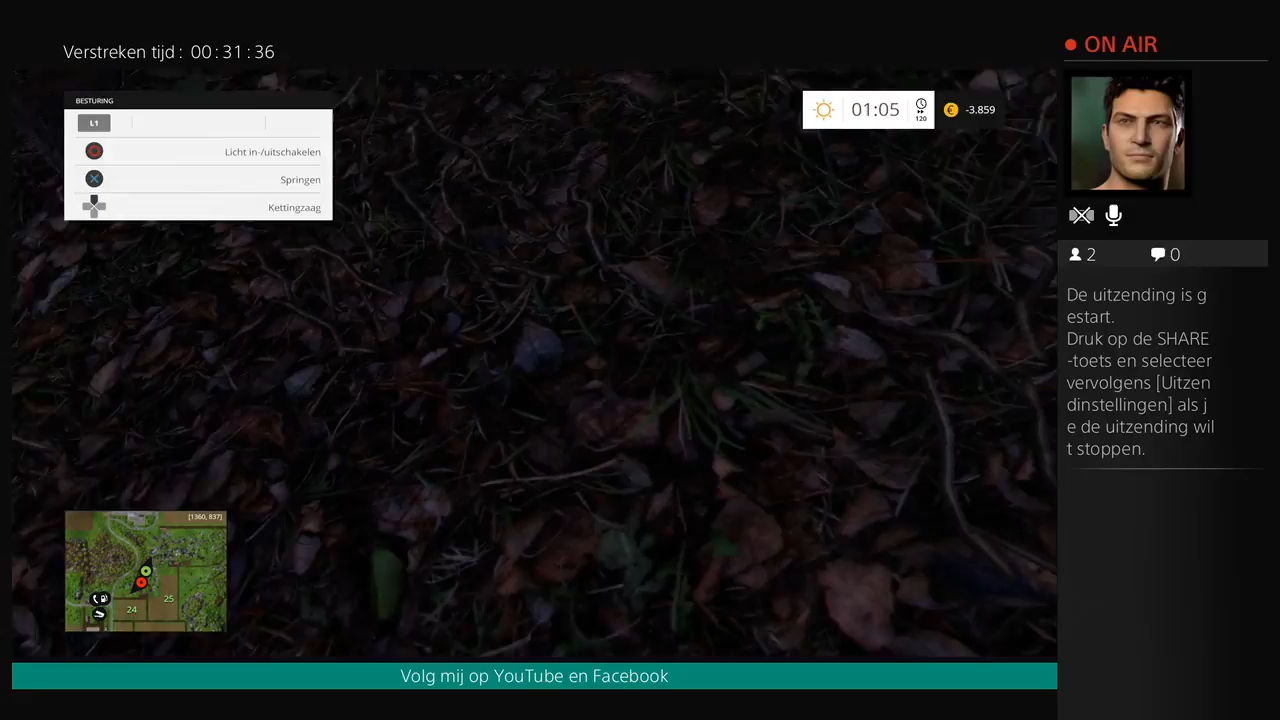 Verstreken tijd : 00 : 31 : 36
ON AIR
BESTURING
L1
Licht in-/uitschakelen
Springen
Kettingzaag
01:05
120
-3.859
2
0
De uitzending is g
estart.
Druk op de SHARE
-toets en selecteer
vervolgens [Uitzen
dinstellingen] als j
e de uitzending wil
t stoppen.
[1360, 837]
25
24
Volg mij op YouTube en Facebook